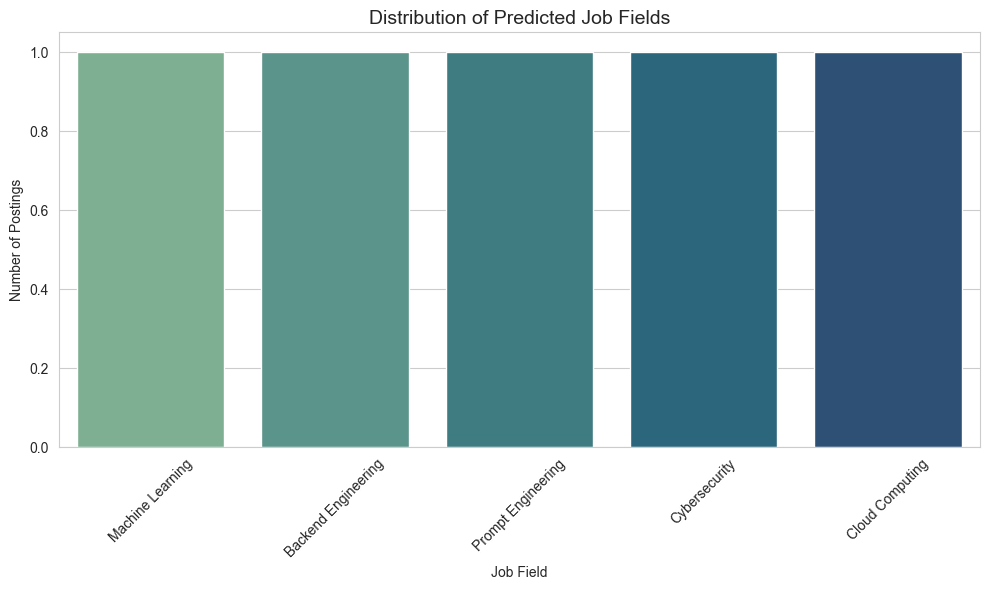 Distribution of Predicted Job Fields
Number of Postings
1.0
0.8
0.6
0.4
0.2
0.0
Machine Learning
Backend Engineering
Prompt Engineering
Cybersecurity
Cloud Computing
Job Field